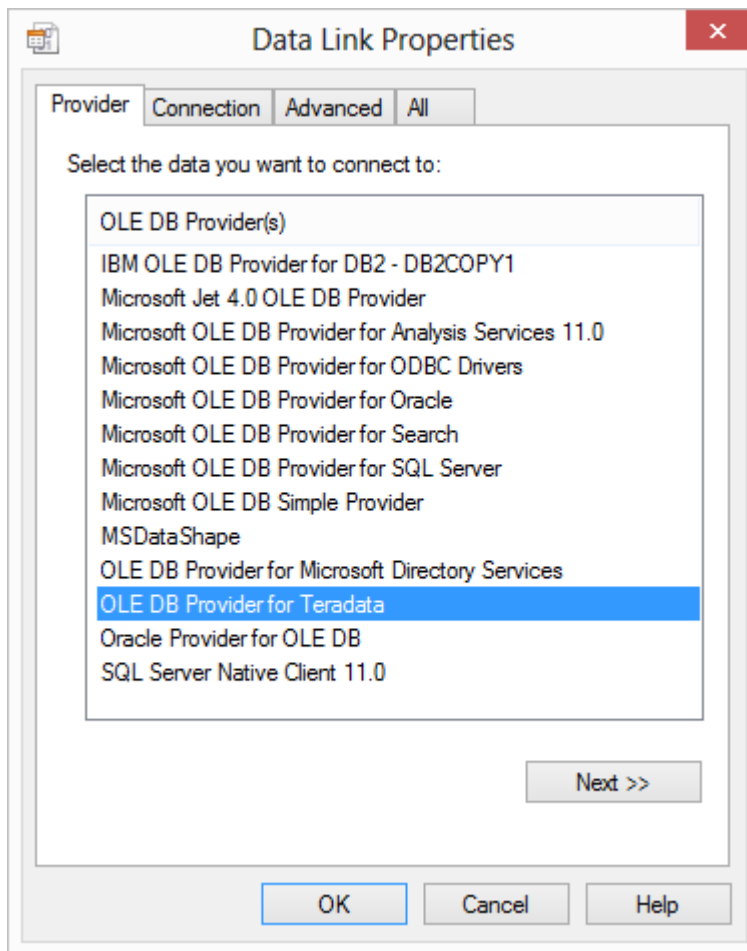 Data Link Properties
Provider Connection Advanced All
Select the data you want to connect to:
OLE DB Provider(s)
IBM OLE DB Provider for DB2 - DB2COPY1
Microsoft Jet 4.0 OLE DB Provider
Microsoft OLE DB Provider for Analysis Services 11.0
Microsoft OLE DB Provider for ODBC Drivers
Microsoft OLE DB Provider for Oracle
Microsoft OLE DB Provider for Search
Microsoft OLE DB Provider for SQL Server
Microsoft OLE DB Simple Provider
MSDataShape
OLE DB Provider for Microsoft Directory Services
OLE DB Provider for Teradata
Oracle Provider for OLE DB
SQL Server Native Client 11.0
Next >>
OK Cancel Help